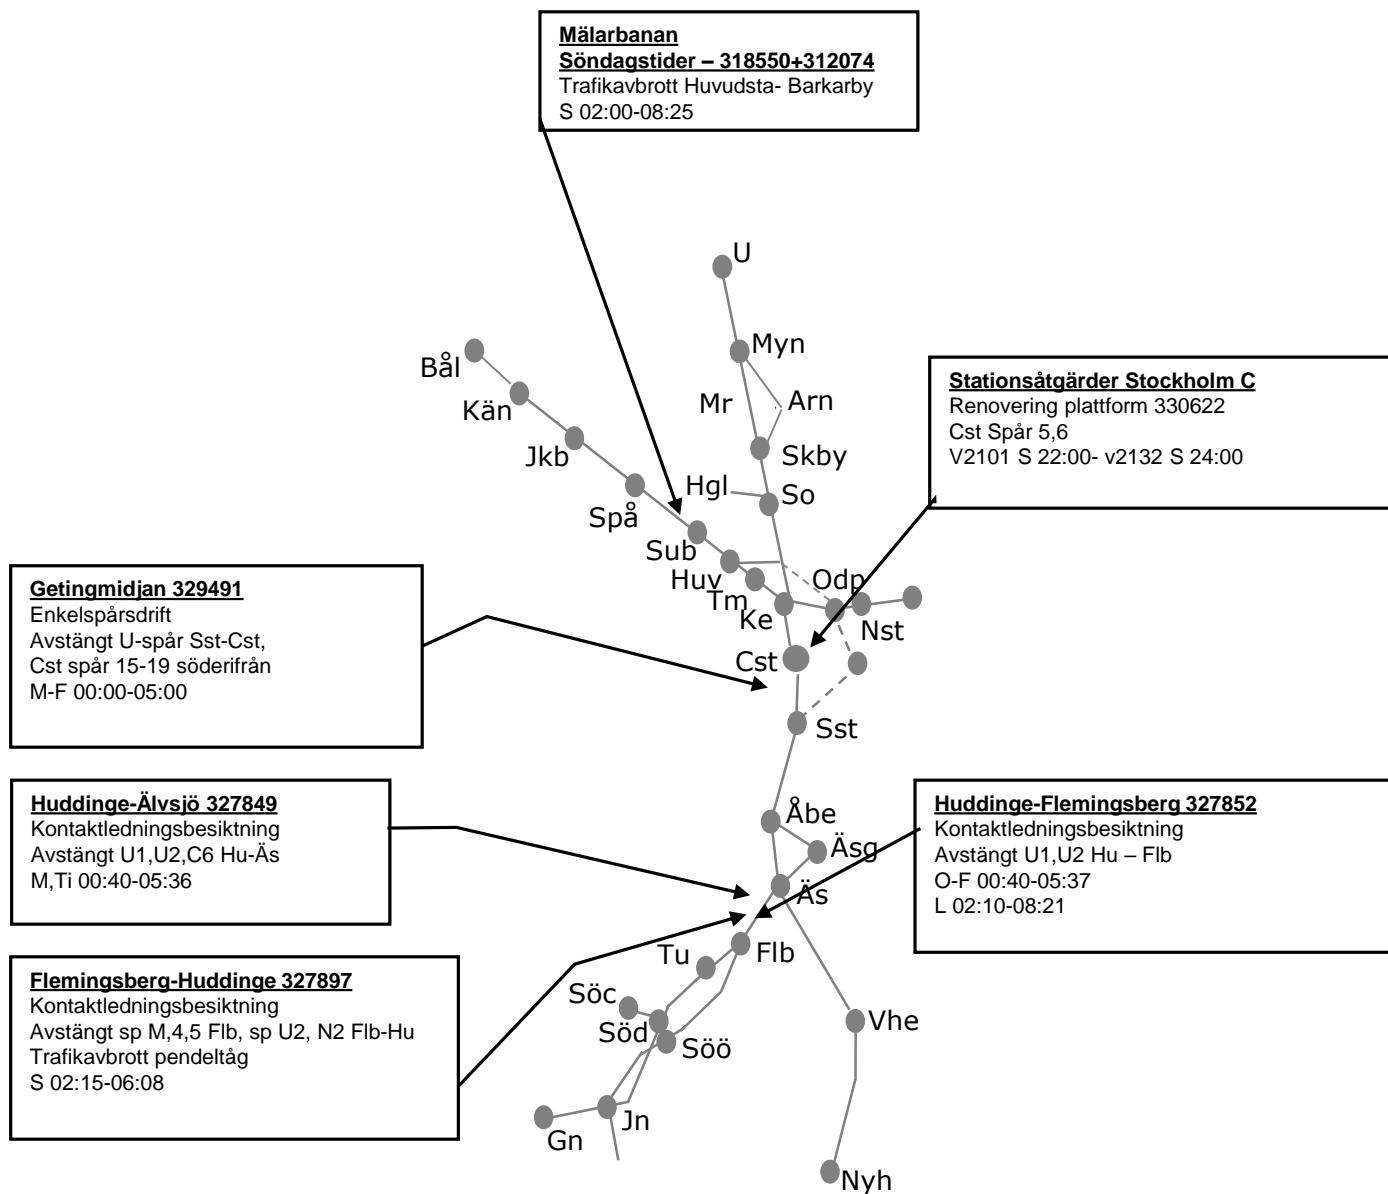 Mälarbanan
Söndagstider – 318550+312074
Trafikavbrott Huvudsta- Barkarby
S 02:00-08:25
U
Myn
Bål
Kän
Mr
Arn
Jkb
Skby
Hgl
So
Spå
Sub
Huv
Tm
Ke
Odp
Nst
Cst
Sst
Stationsåtgärder Stockholm C
Renovering plattform 330622
Cst Spår 5,6
V2101 S 22:00- v2132 S 24:00
Getingmidjan 329491
Enkelspårsdrift
Avstängt U-spår Sst-Cst,
Cst spår 15-19 söderifrån
M-F 00:00-05:00
Huddinge-Älvsjö 327849
Kontaktledningsbesiktning
Avstängt U1,U2,C6 Hu-Äs
M,Ti 00:40-05:36
Åbe
Äsg
Äs
Huddinge-Flemingsberg 327852
Kontaktledningsbesiktning
Avstängt U1,U2 Hu – Flb
O-F 00:40-05:37
L 02:10-08:21
Flemingsberg-Huddinge 327897
Kontaktledningsbesiktning
Avstängt sp M,4,5 Flb, sp U2, N2 Flb-Hu
Trafikavbrott pendeltåg
S 02:15-06:08
Flb
Tu
Söc
Söd
Söö
Vhe
Jn
Gn
Nyh